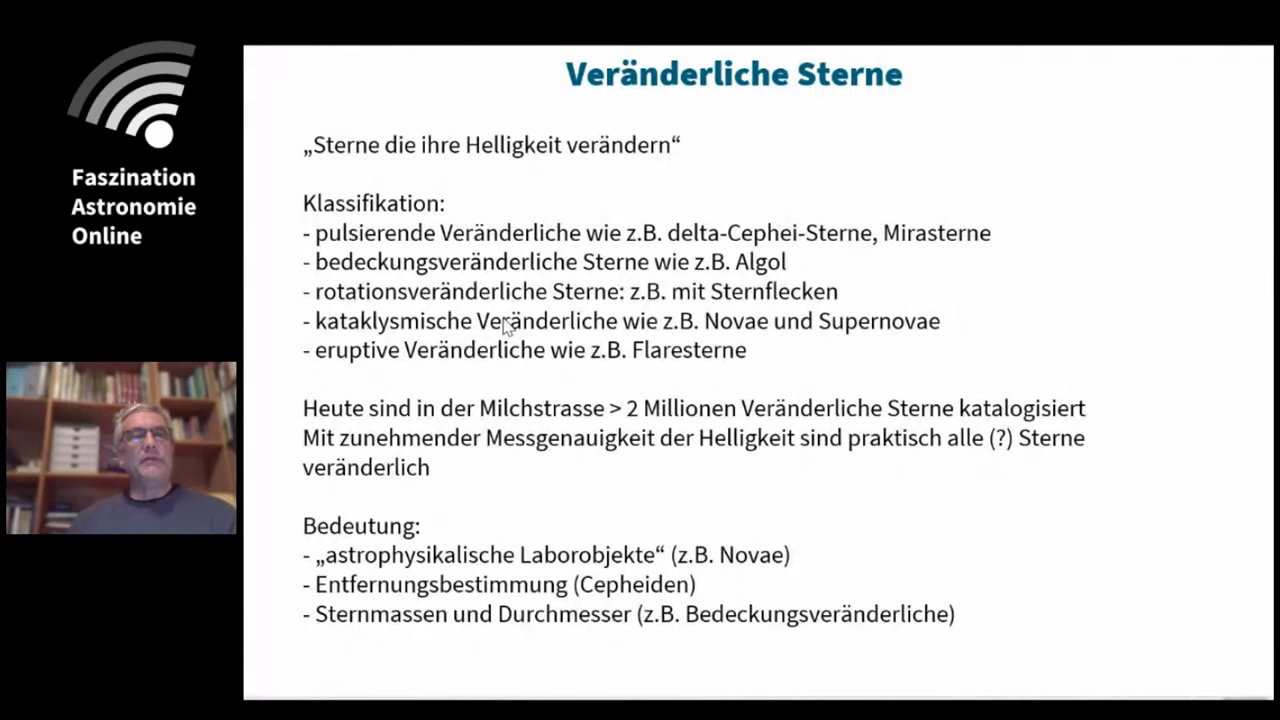 Faszination
Astronomie
Online
Veränderliche Sterne
„Sterne die ihre Helligkeit verändern“
Klassifikation:
- pulsierende Veränderliche wie z.B. delta-Cephei-Sterne, Mirasterne
- bedeckungsveränderliche Sterne wie z.B. Algol
- rotationsveränderliche Sterne: z.B. mit Sternflecken
- kataklysmische Veränderliche wie z.B. Novae und Supernovae
- eruptive Veränderliche wie z.B. Flaresterne
Heute sind in der Milchstrasse > 2 Millionen Veränderliche Sterne katalogisiert
Mit zunehmender Messgenauigkeit der Helligkeit sind praktisch alle (?) Sterne
veränderlich
Bedeutung:
- „astrophysikalische Laborobjekte“ (z.B. Novae)
- Entfernungsbestimmung (Cepheiden)
- Sternmassen und Durchmesser (z.B. Bedeckungsveränderliche)